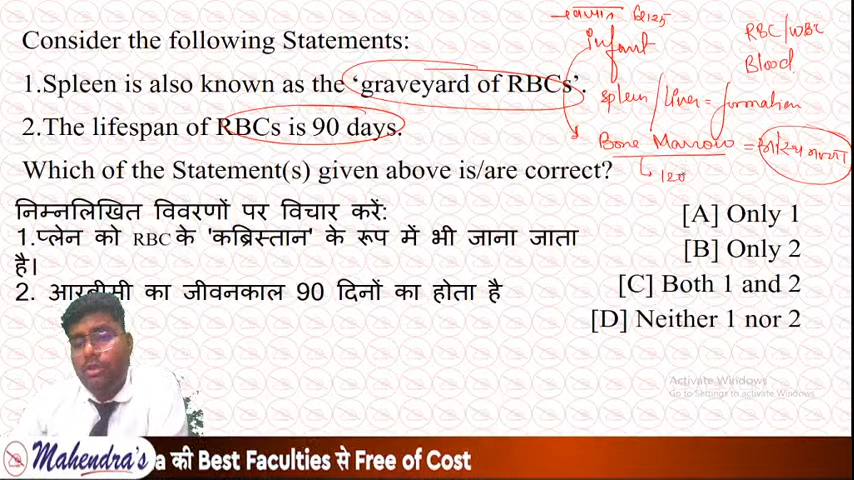 Consider the following Statements:
1.Spleen is also known as the ‘graveyard of RBCs’.
2.The lifespan of RBCs is 90 days.
Which of the Statement(s) given above is/are correct?
निम्नलिखित विवरणों पर विचार करें:
1.प्लेन को RBC के 'कब्रिस्तान' के रूप में भी जाना जाता
है।
2. आरबीसी का जीवनकाल 90 दिनों का होता है
[A] Only 1
[B] Only 2
[C] Both 1 and 2
[D] Neither 1 nor 2
Infant
RBC/WBC
Blood
Spleen / Liver = formation
Bone Marrow =
120
Activate Windows
Go to Settings to activate Windows.
Mahendra's
a की Best Faculties से Free of Cost